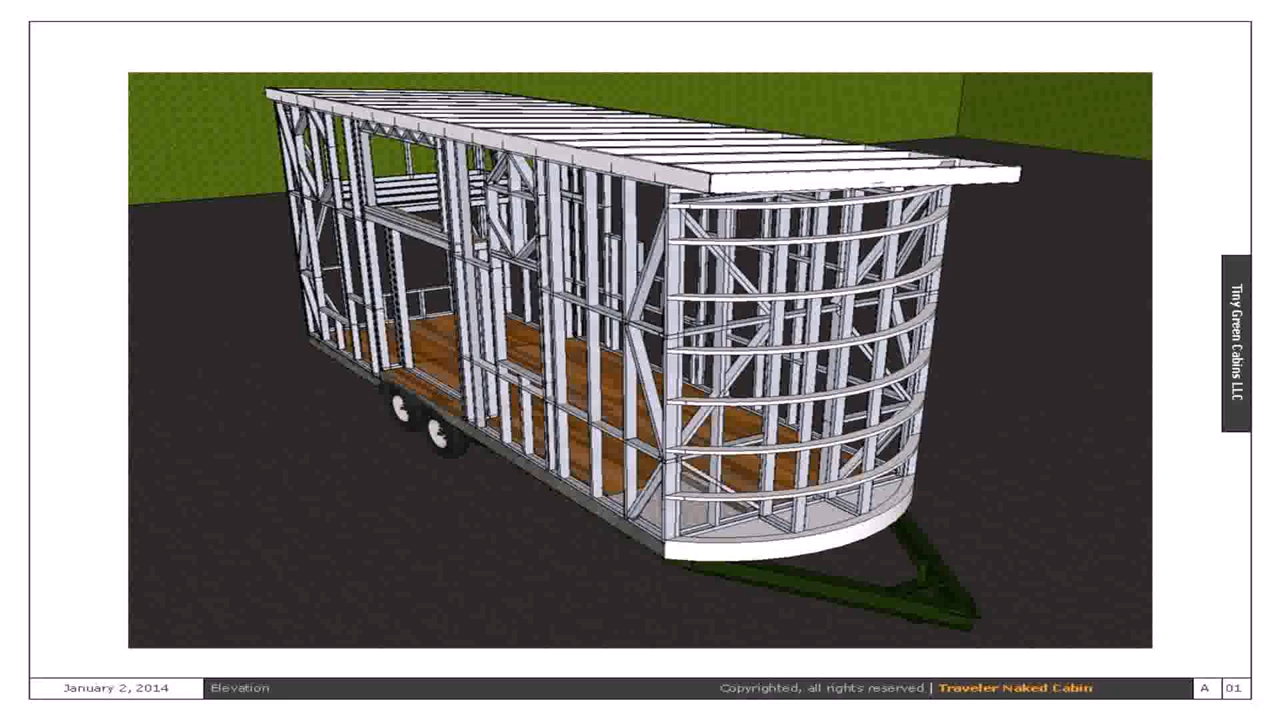 Tiny Green Cabins LLC
January 2, 2014
Elevation
Copyrighted, all rights reserved | Traveler Naked Cabin
A 01